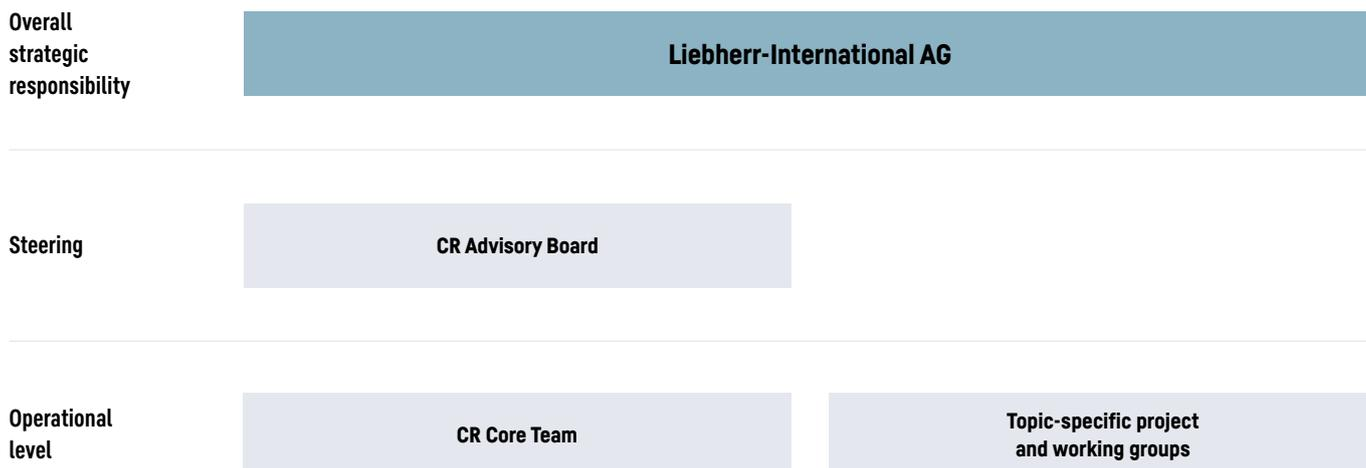 Overall
strategic
responsibility
Liebherr-International AG
Steering
CR Advisory Board
Operational
level
CR Core Team
Topic-specific project
and working groups